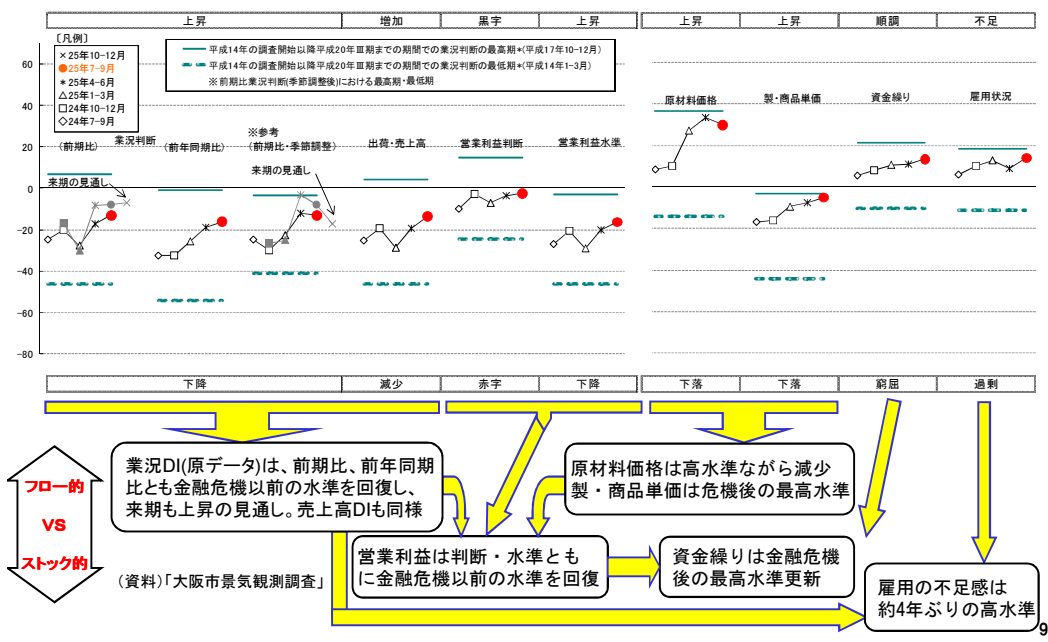 上昇 増加 黒字 上昇 上昇 上昇 順調 不足
〔凡例〕
×25年10-12月
●25年7-9月
＊25年4-6月
△25年1-3月
□24年10-12月
◇24年7-9月
平成14年の調査開始以降平成20年Ⅲ期までの期間での業況判断の最高期*(平成17年10-12月)
平成14年の調査開始以降平成20年Ⅲ期までの期間での業況判断の最低期*(平成14年1-3月)
※前期比業況判断(季節調整後)における最高期・最低期
60
40
20
0
-20
-40
-60
-80
業況判断
(前期比)
来期の見通し
(前年同期比)
※参考
(前期比・季節調整)
来期の見通し
出荷・売上高
営業利益判断
営業利益水準
原材料価格
製・商品単価
資金繰り
雇用状況
下降 減少 赤字 下降 下落 下落 窮屈 過剰
フロー的
VS
ストック的
業況DI(原データ)は、前期比、前年同期
比とも金融危機以前の水準を回復し、
来期も上昇の見通し。売上高DIも同様
原材料価格は高水準ながら減少
製・商品単価は危機後の最高水準
営業利益は判断・水準とも
に金融危機以前の水準を回復
資金繰りは金融危機
後の最高水準更新
雇用の不足感は
約4年ぶりの高水準
(資料)「大阪市景気観測調査」
9